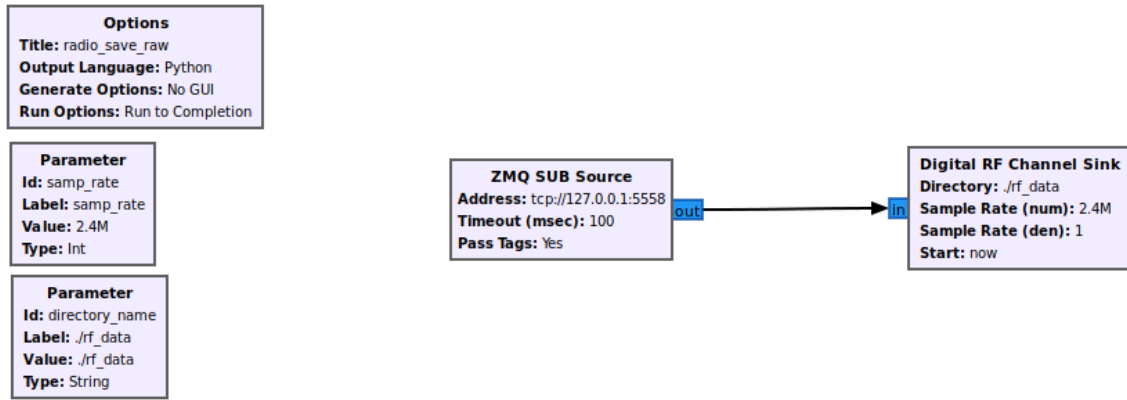 Options
Title: radio_save_raw
Output Language: Python
Generate Options: No GUI
Run Options: Run to Completion
Parameter
Id: samp_rate
Label: samp_rate
Value: 2.4M
Type: Int
Parameter
Id: directory_name
Label: ./rf_data
Value: ./rf_data
Type: String
ZMQ SUB Source
Address: tcp://127.0.0.1:5558
Timeout (msec): 100
Pass Tags: Yes
out
in
Digital RF Channel Sink
Directory: ./rf_data
Sample Rate (num): 2.4M
Sample Rate (den): 1
Start: now